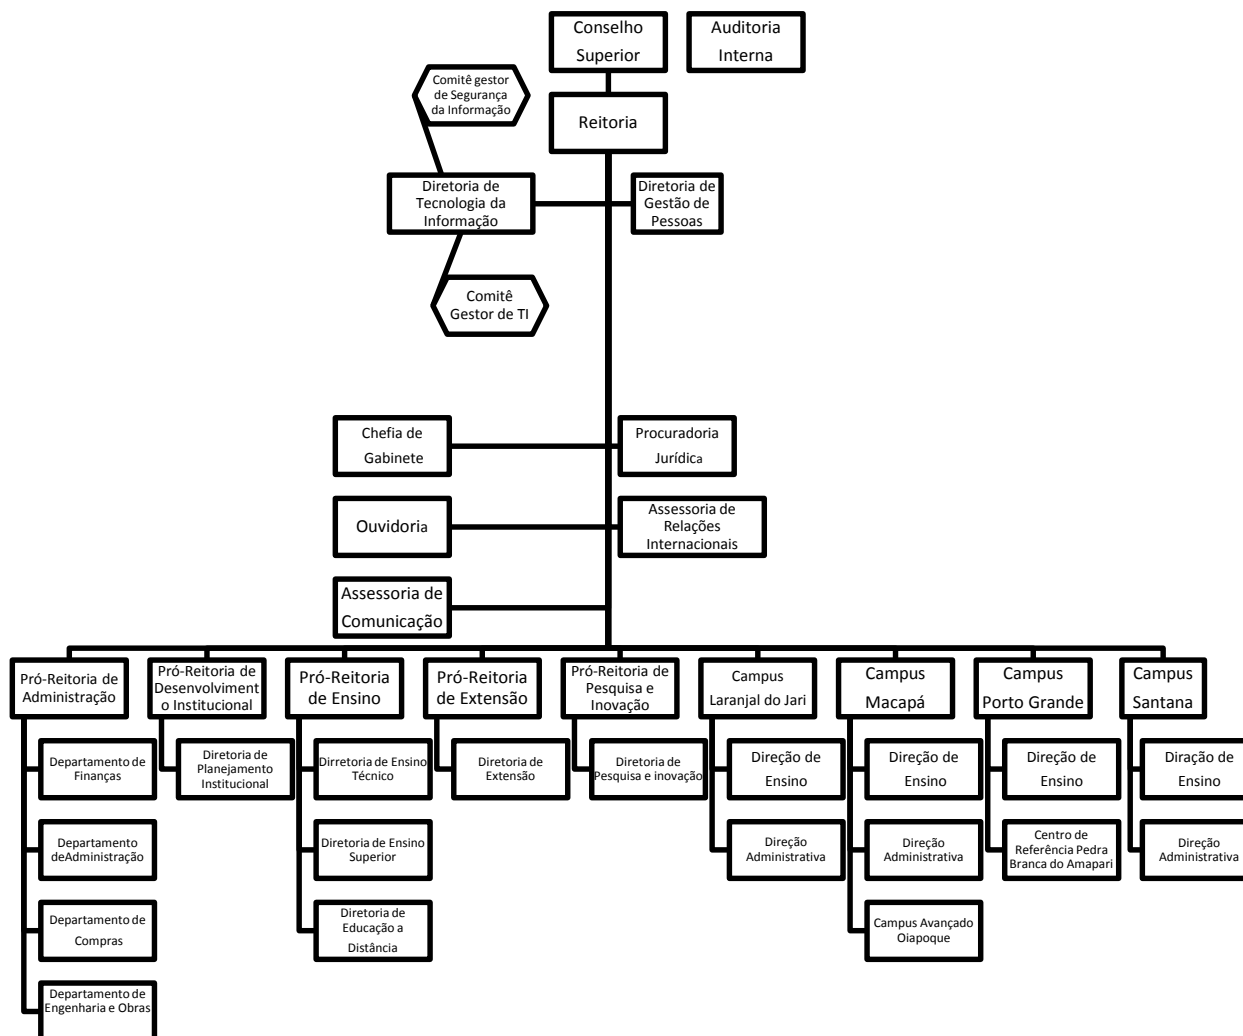 Conselho
Superior
Auditoria
Interna
Comitê gestor
de Segurança
da Informação
Reitoria
Diretoria de
Tecnologia da
Informação
Diretoria de
Gestão de
Pessoas
Comitê
Gestor de TI
Chefia de
Gabinete
Procuradoria
Jurídica
Ouvidoria
Assessoria de
Relações
Internacionais
Assessoria de
Comunicação
Pró-Reitoria de
Administração
Pró-Reitoria de
Desenvolviment
o Institucional
Pró-Reitoria
de Ensino
Pró-Reitoria
de Extensão
Pró-Reitoria de
Pesquisa e
Inovação
Campus
Laranjal do Jari
Campus
Macapá
Campus
Porto Grande
Campus
Santana
Departamento de
Finanças
Diretoria de
Planejamento
Institucional
Dirretoria de Ensino
Técnico
Diretoria de
Extensão
Diretoria de
Pesquisa e inovação
Direção de
Ensino
Direção de
Ensino
Direção de
Ensino
Diração de
Ensino
Departamento
deAdministração
Diretoria de Ensino
Superior
Direção
Administrativa
Direção
Administrativa
Centro de
Referência Pedra
Branca do Amapari
Direção
Administrativa
Departamento de
Compras
Diretoria de
Educação a
Distância
Campus Avançado
Oiapoque
Departamento de
Engenharia e Obras